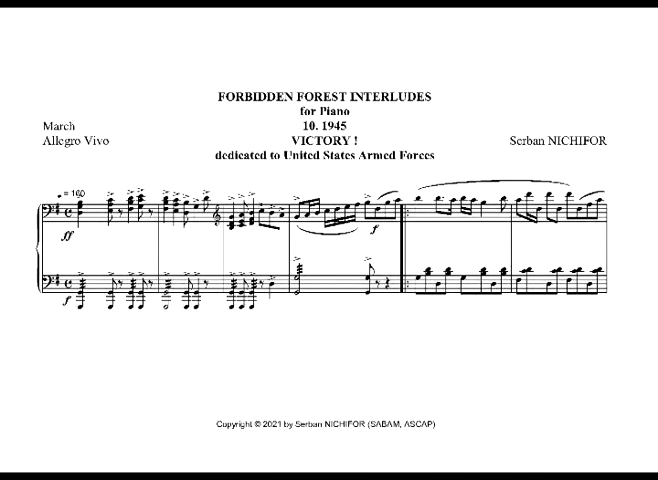 FORBIDDEN FOREST INTERLUDES
for Piano
10. 1945
VICTORY !
dedicated to United States Armed Forces
March
Allegro Vivo
Serban NICHIFOR
= 160
ff
f
f
Copyright © 2021 by Serban NICHIFOR (SABAM, ASCAP)